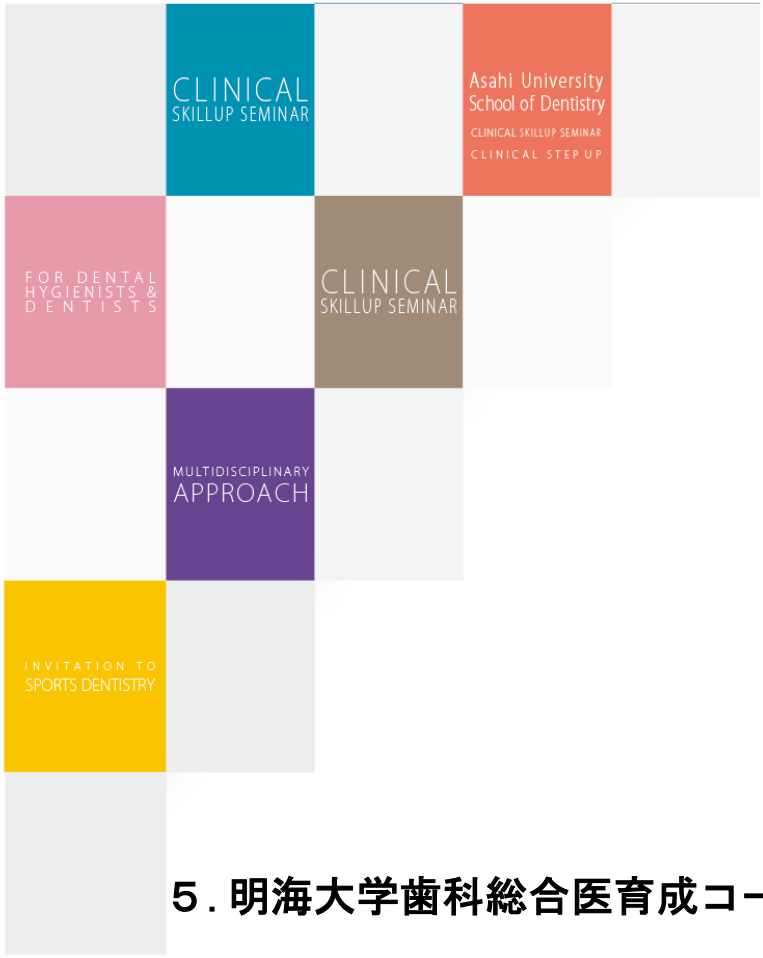 CLINICAL
SKILLUP SEMINAR
Asahi University
School of Dentistry
CLINICAL SKILLUP SEMINAR
CLINICAL STEP UP
FOR DENTAL
HYGIENISTS &
DENTISTS
CLINICAL
SKILLUP SEMINAR
MULTIDISCIPLINARY
APPROACH
INVITATION TO
SPORTS DENTISTRY
５．明海大学歯科総合医育成コー